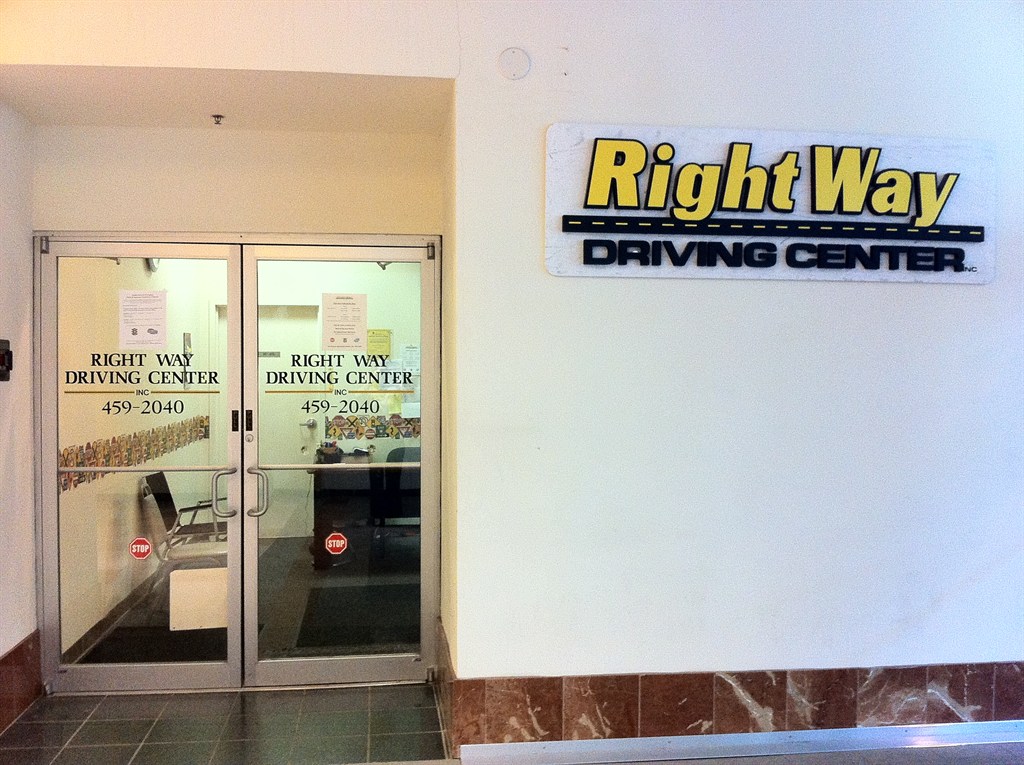 Right Way
DRIVING CENTER INC
RIGHT WAY
DRIVING CENTER
INC
459-2040
STOP
RIGHT WAY
DRIVING CENTER
INC
459-2040
STOP